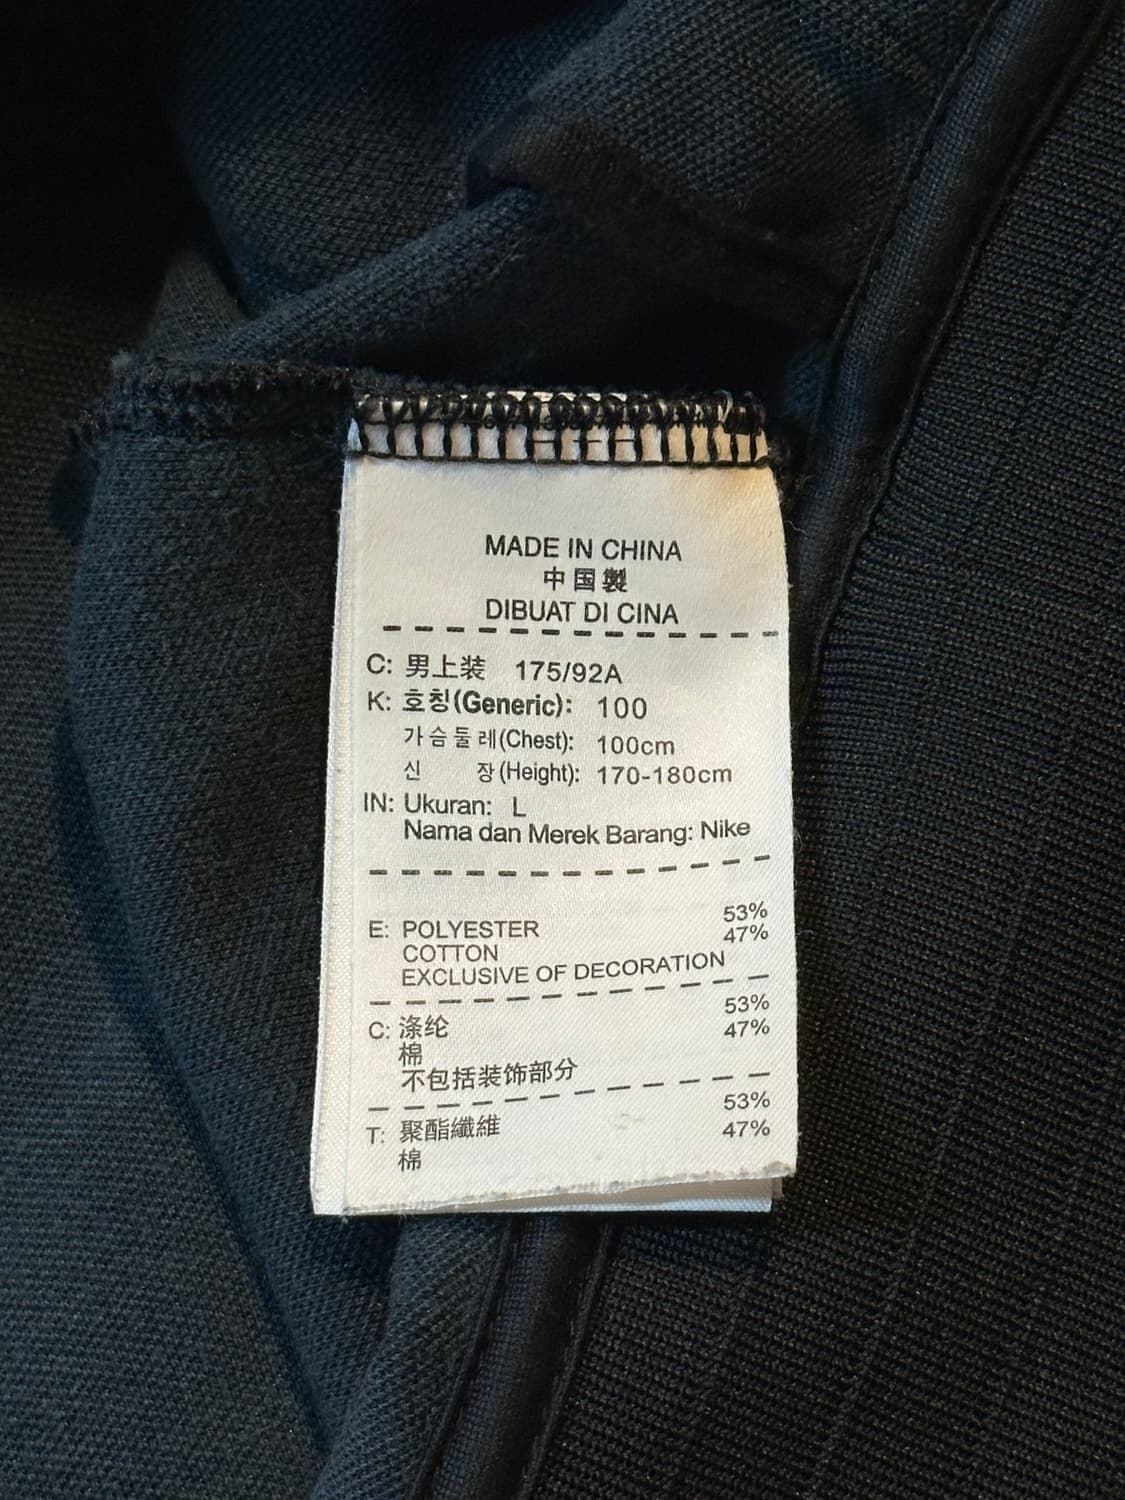 MADE IN CHINA
中国製
DIBUAT DI CINA
C: 男上装 175/92A
K: 호칭(Generic): 100
가슴둘레(Chest): 100cm
신 장(Height): 170-180cm
IN: Ukuran: L
Nama dan Merek Barang: Nike
E: POLYESTER 53%
COTTON 47%
EXCLUSIVE OF DECORATION
C: 涤纶 53%
棉 47%
不包括装饰部分
T: 聚酯纖維 53%
棉 47%